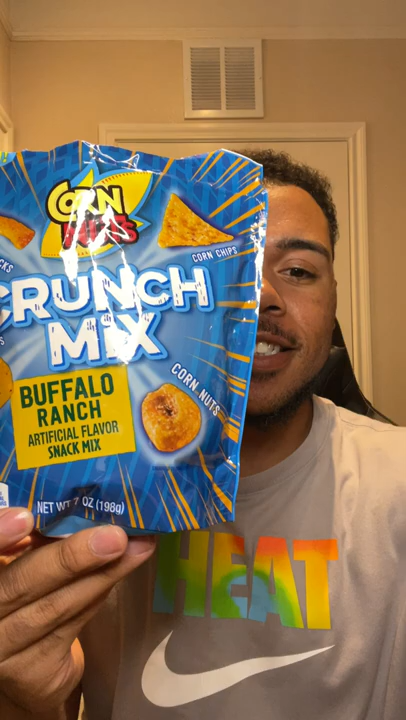 CORN
NUTS
CORN CHIPS
CRUNCH
MIX
CORN NUTS
BUFFALO
RANCH
ARTIFICIAL FLAVOR
SNACK MIX
NET WT 7 OZ (198g)
HEAT